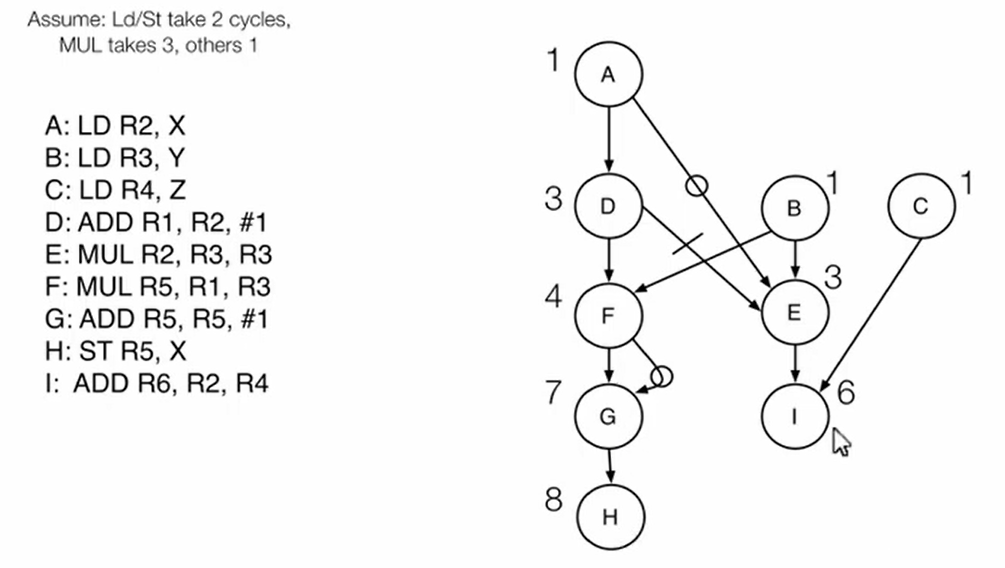 Assume: Ld/St take 2 cycles,
MUL takes 3, others 1
A: LD R2, X
B: LD R3, Y
C: LD R4, Z
D: ADD R1, R2, #1
E: MUL R2, R3, R3
F: MUL R5, R1, R3
G: ADD R5, R5, #1
H: ST R5, X
I: ADD R6, R2, R4
1 A
3 D
B 1
C 1
4 F
E 3
7 G
I 6
8 H